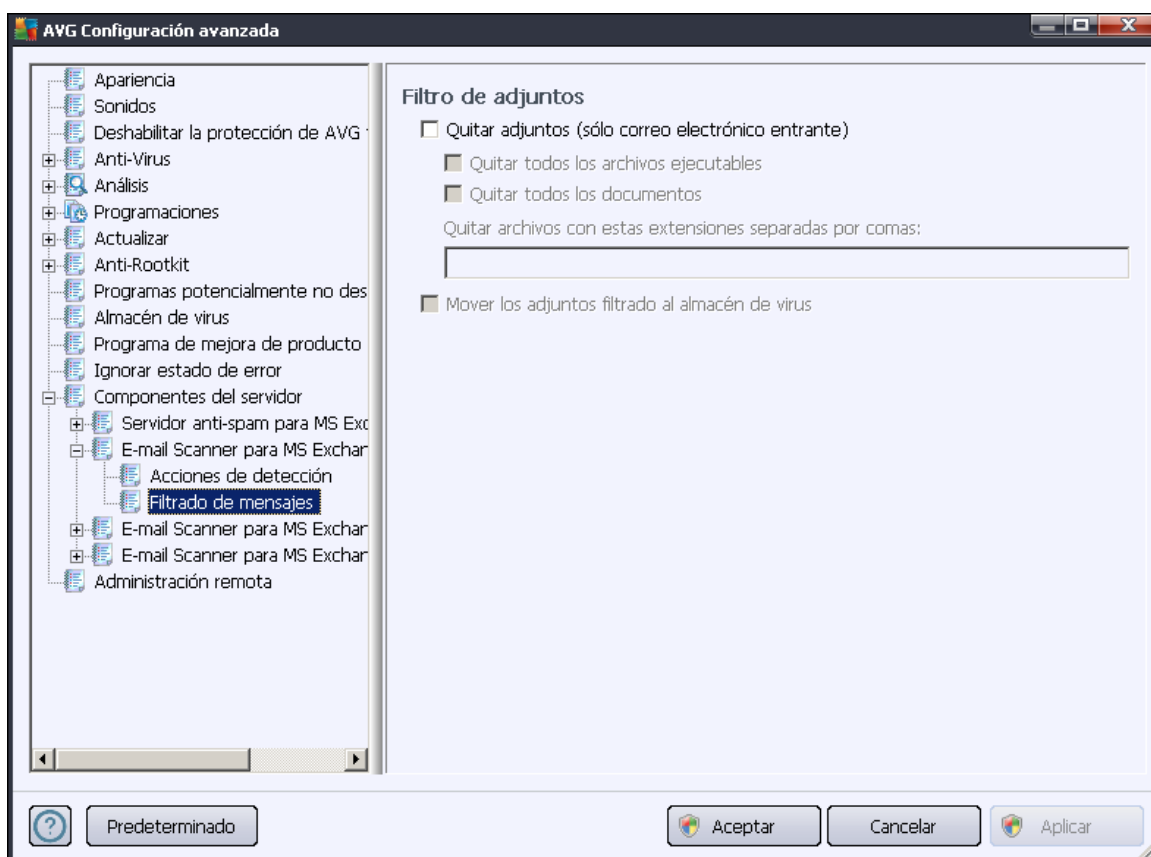 AVG Configuración avanzada
Apariencia
Sonidos
Deshabilitar la protección de AVG
Anti-Virus
Análisis
Programaciones
Actualizar
Anti-Rootkit
Programas potencialmente no des
Almacén de virus
Programa de mejora de producto
Ignorar estado de error
Componentes del servidor
Servidor anti-spam para MS Exc
E-mail Scanner para MS Exchan
Acciones de detección
Filtrado de mensajes
E-mail Scanner para MS Exchan
E-mail Scanner para MS Exchan
Administración remota
Filtro de adjuntos
Quitar adjuntos (sólo correo electrónico entrante)
Quitar todos los archivos ejecutables
Quitar todos los documentos
Quitar archivos con estas extensiones separadas por comas:
Mover los adjuntos filtrado al almacén de virus
Predeterminado
Aceptar
Cancelar
Aplicar